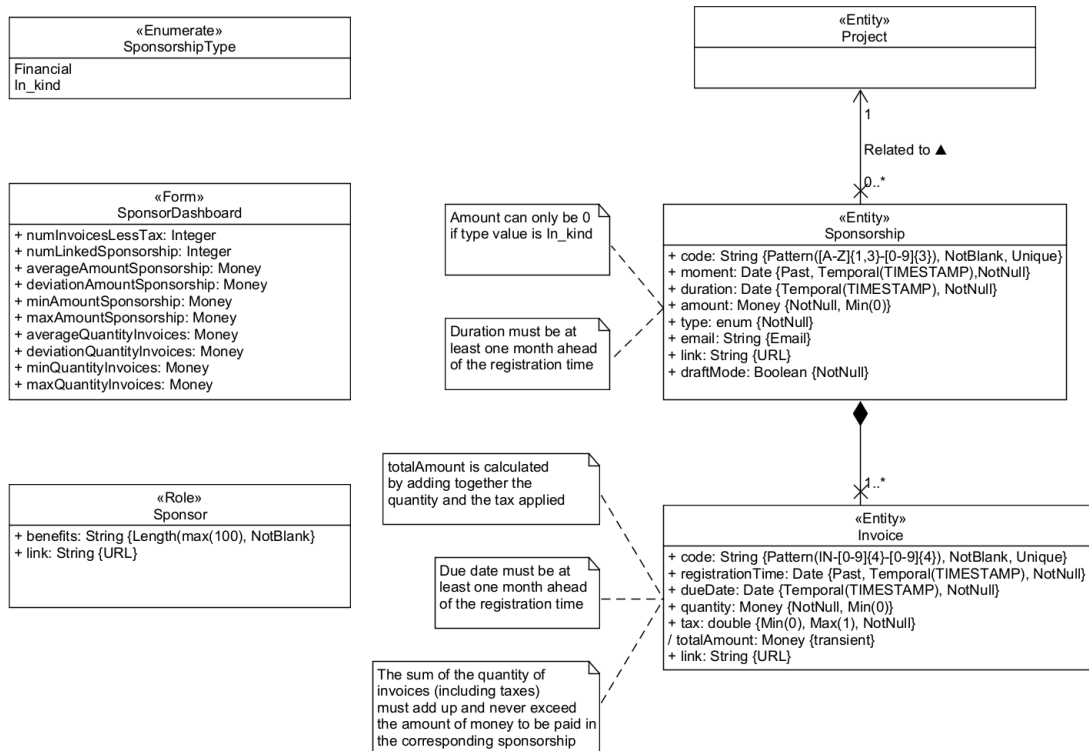 «Enumerate»
SponsorshipType
Financial
In_kind
«Entity»
Project
1
Related to ▲
0..*
«Form»
SponsorDashboard
+ numInvoicesLessTax: Integer
+ numLinkedSponsorship: Integer
+ averageAmountSponsorship: Money
+ deviationAmountSponsorship: Money
+ minAmountSponsorship: Money
+ maxAmountSponsorship: Money
+ averageQuantityInvoices: Money
+ deviationQuantityInvoices: Money
+ minQuantityInvoices: Money
+ maxQuantityInvoices: Money
Amount can only be 0
if type value is In_kind
Duration must be at
least one month ahead
of the registration time
«Entity»
Sponsorship
+ code: String {Pattern([A-Z]{1,3}-[0-9]{3}), NotBlank, Unique}
+ moment: Date {Past, Temporal(TIMESTAMP),NotNull}
+ duration: Date {Temporal(TIMESTAMP), NotNull}
+ amount: Money {NotNull, Min(0)}
+ type: enum {NotNull}
+ email: String {Email}
+ link: String {URL}
+ draftMode: Boolean {NotNull}
1..*
«Role»
Sponsor
+ benefits: String {Length(max(100), NotBlank}
+ link: String {URL}
totalAmount is calculated
by adding together the
quantity and the tax applied
Due date must be at
least one month ahead
of the registration time
The sum of the quantity of
invoices (including taxes)
must add up and never exceed
the amount of money to be paid in
the corresponding sponsorship
«Entity»
Invoice
+ code: String {Pattern(IN-[0-9]{4}-[0-9]{4}), NotBlank, Unique}
+ registrationTime: Date {Past, Temporal(TIMESTAMP), NotNull}
+ dueDate: Date {Temporal(TIMESTAMP), NotNull}
+ quantity: Money {NotNull, Min(0)}
+ tax: double {Min(0), Max(1), NotNull}
/ totalAmount: Money {transient}
+ link: String {URL}